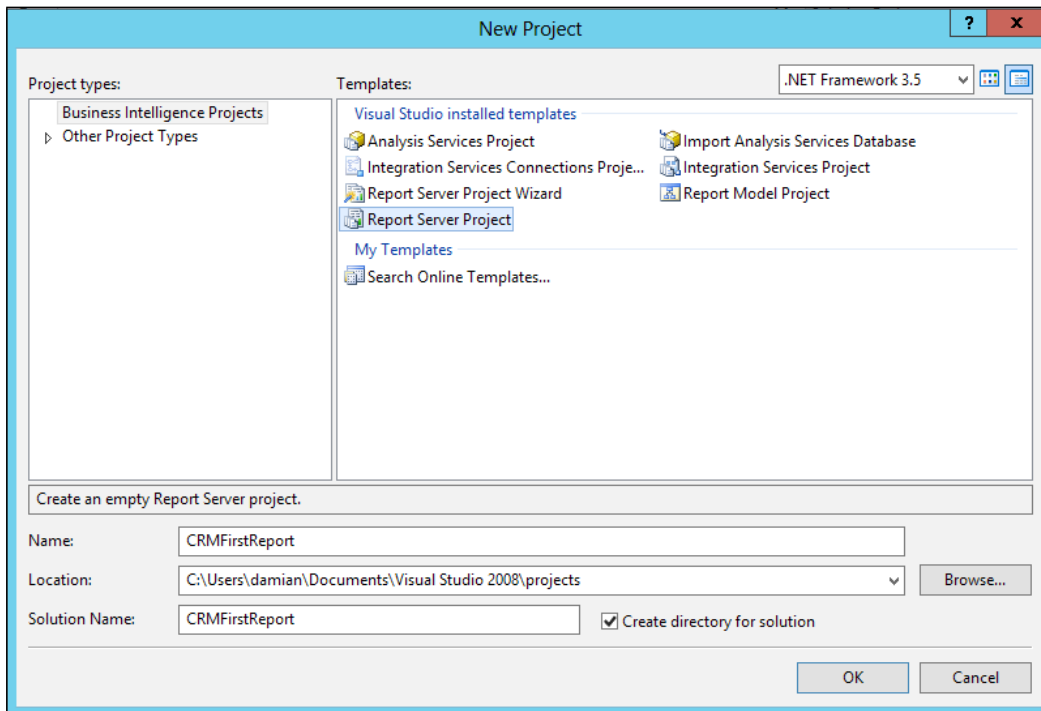 New Project
?
x
Project types:
Templates:
.NET Framework 3.5
Business Intelligence Projects
Other Project Types
Visual Studio installed templates
Analysis Services Project
Import Analysis Services Database
Integration Services Connections Proje...
Integration Services Project
Report Server Project Wizard
Report Model Project
Report Server Project
My Templates
Search Online Templates...
Create an empty Report Server project.
Name:
CRMFirstReport
Location:
C:\Users\damian\Documents\Visual Studio 2008\projects
Browse...
Solution Name:
CRMFirstReport
Create directory for solution
OK
Cancel